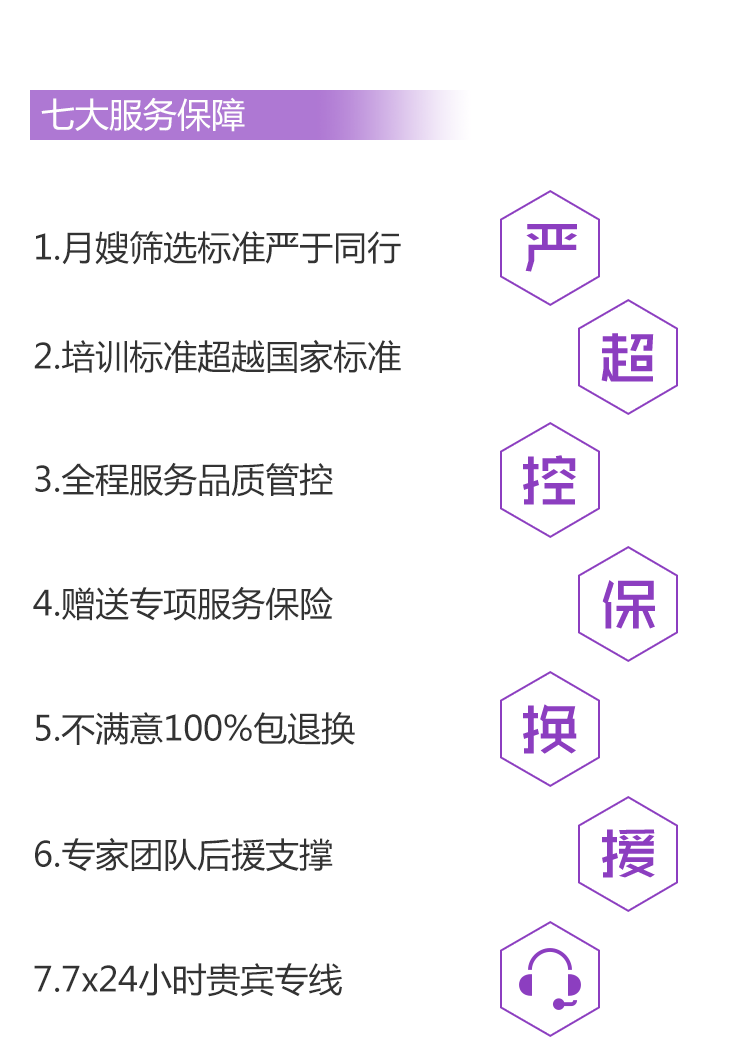 七大服务保障
1.月嫂筛选标准严于同行
严
2.培训标准超越国家标准
超
3.全程服务品质管控
控
4.赠送专项服务保险
保
5.不满意100%包退换
换
6.专家团队后援支撑
援
7.7x24小时贵宾专线